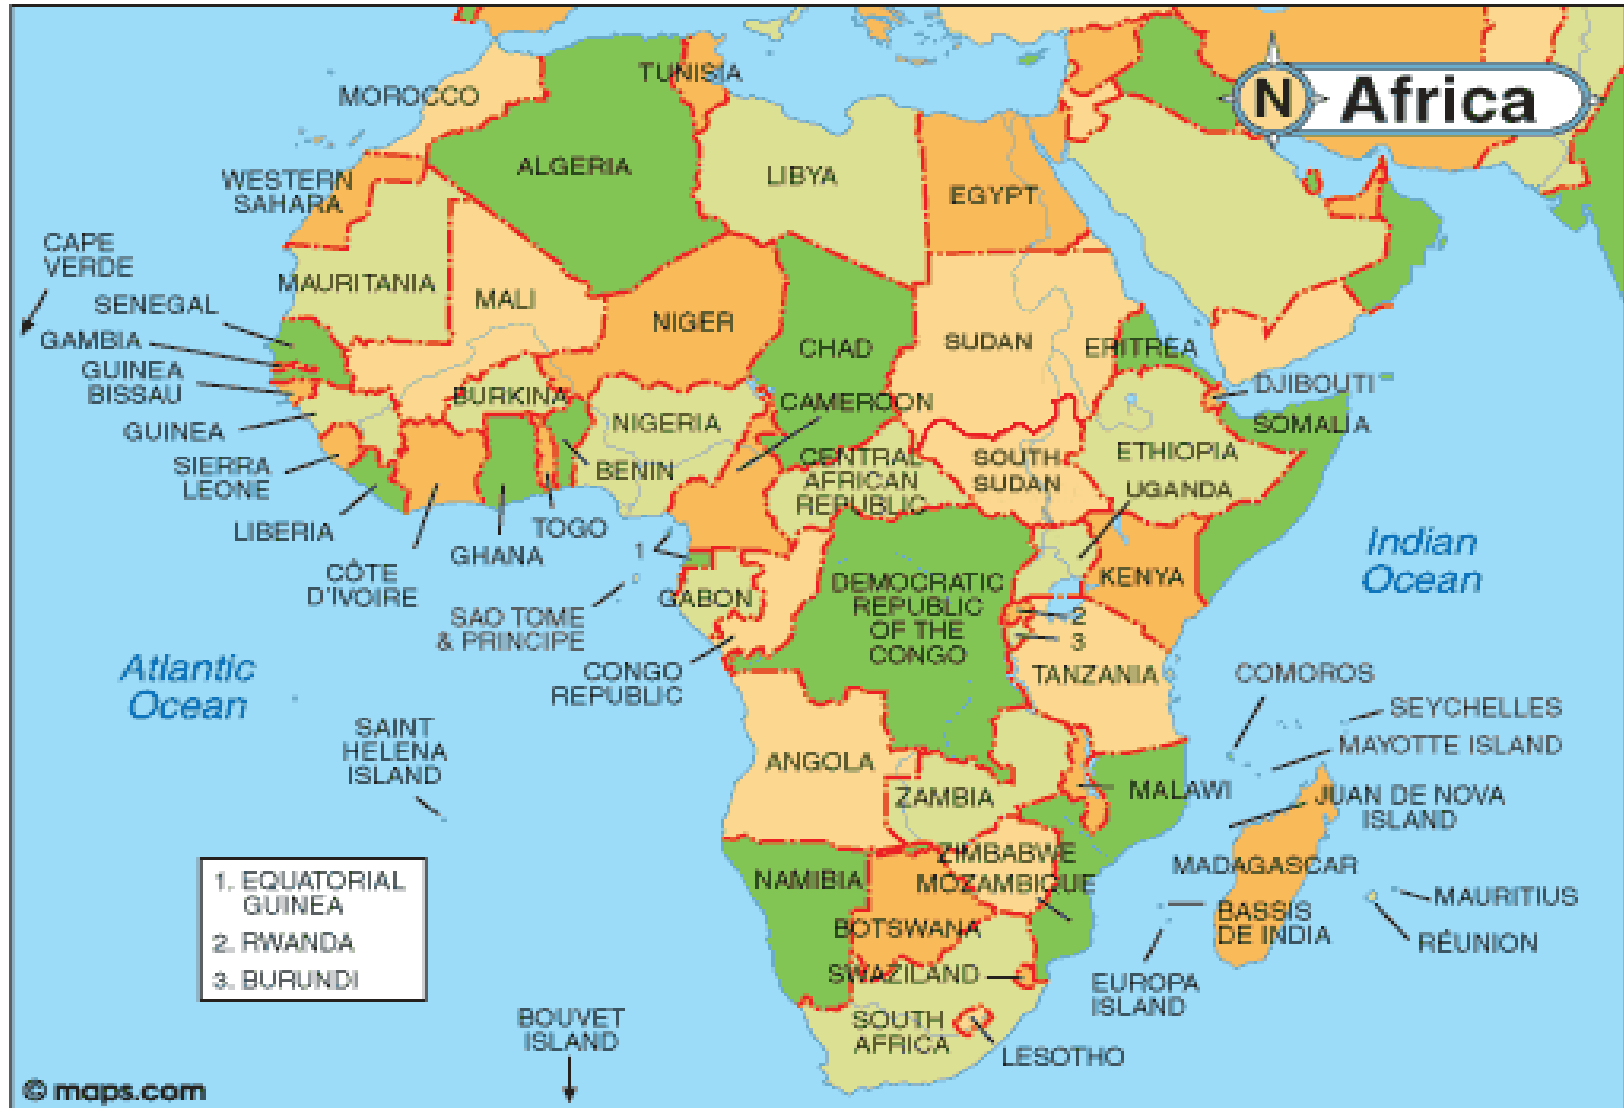 N Africa
TUNISIA
MOROCCO
ALGERIA
LIBYA
EGYPT
WESTERN
SAHARA
CAPE
VERDE
MAURITANIA
MALI
NIGER
CHAD
SUDAN
ERITREA
SENEGAL
GAMBIA
GUINEA
BISSAU
GUINEA
SIERRA
LEONE
LIBERIA
CÔTE
D'IVOIRE
GHANA
TOGO
BENIN
BURKINA
NIGERIA
CAMEROON
CENTRAL
AFRICAN
REPUBLIC
SOUTH
SUDAN
DJIBOUTI
SOMALIA
ETHIOPIA
UGANDA
KENYA
Indian
Ocean
1
GABON
SAO TOME
& PRINCIPE
CONGO
REPUBLIC
DEMOCRATIC
REPUBLIC
OF THE
CONGO
2
3
TANZANIA
Atlantic
Ocean
SAINT
HELENA
ISLAND
COMOROS
SEYCHELLES
MAYOTTE ISLAND
ANGOLA
ZAMBIA
MALAWI
JUAN DE NOVA
ISLAND
ZIMBABWE
MOZAMBIQUE
MADAGASCAR
NAMIBIA
BOTSWANA
MAURITIUS
RÉUNION
BASSIS
DE INDIA
EUROPA
ISLAND
SWAZILAND
SOUTH
AFRICA
LESOTHO
1. EQUATORIAL
GUINEA
2. RWANDA
3. BURUNDI
BOUVET
ISLAND
© maps.com